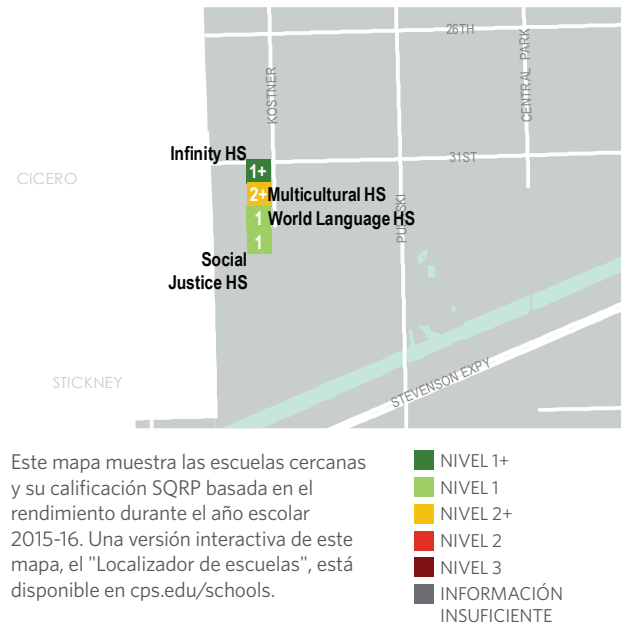 26TH
KOSTNER
CENTRAL PARK
Infinity HS
31ST
1+
CICERO
2+ Multicultural HS
1 World Language HS
PULASKI
1
Social
Justice HS
STICKNEY
STEVENSON EXPY
Este mapa muestra las escuelas cercanas
y su calificación SQRP basada en el
rendimiento durante el año escolar
2015-16. Una versión interactiva de este
mapa, el "Localizador de escuelas", está
disponible en cps.edu/schools.
NIVEL 1+
NIVEL 1
NIVEL 2+
NIVEL 2
NIVEL 3
INFORMACIÓN
INSUFICIENTE